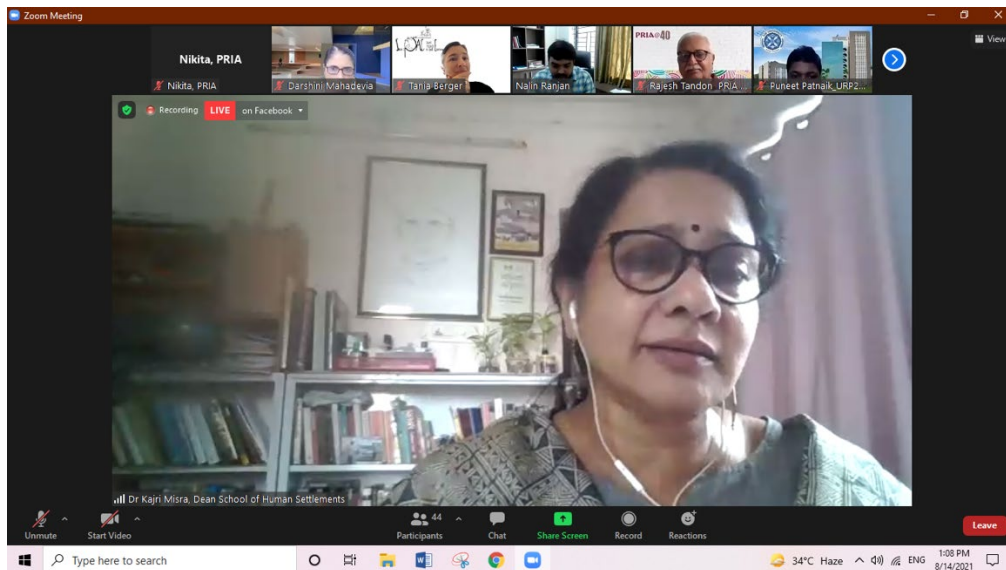 Zoom Meeting
View
Nikita, PRIA
Nikita, PRIA
Darshini Mahadevia
Tania Berger
Nalin Ranjan
PRIA@40
Rajesh Tandon_PRIA ...
Puneet Patnaik_URP2...
Recording LIVE on Facebook
Dr Kajri Misra, Dean School of Human Settlements
Unmute
Start Video
44
Participants
Chat
Share Screen
Record
Reactions
Leave
Type here to search
34°C Haze
ENG
1:08 PM
8/14/2021